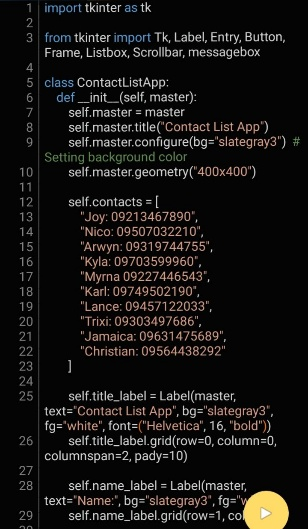 1 import tkinter as tk
2
3 from tkinter import Tk, Label, Entry, Button,
Frame, Listbox, Scrollbar, messagebox
4
5 class ContactListApp:
6 def __init__(self, master):
7 self.master = master
8 self.master.title("Contact List App")
9 self.master.configure(bg="slategray3") #
Setting background color
10 self.master.geometry("400x400")
11
12 self.contacts = [
13 "Joy: 09213467890",
14 "Nico: 09507032210",
15 "Arwyn: 09319744755",
16 "Kyla: 09703599960",
17 "Myrna 09227446543",
18 "Karl: 09749502190",
19 "Lance: 09457122033",
20 "Trixi: 09303497686",
21 "Jamaica: 09631475689",
22 "Christian: 09564438292"
23 ]
24
25 self.title_label = Label(master,
text="Contact List App", bg="slategray3",
fg="white", font=("Helvetica", 16, "bold"))
26 self.title_label.grid(row=0, column=0,
columnspan=2, pady=10)
27
28 self.name_label = Label(master,
text="Name:", bg="slategray3", fg="w
29 self.name_label.grid(row=1, co